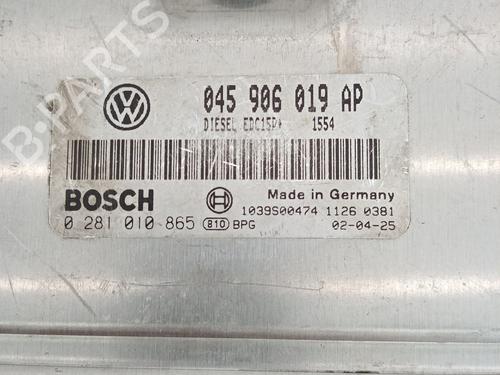 045 906 019 AP
DIESEL EDC15P+ 1554
BOSCH
Made in Germany
1039S00474 1126 0381
0 281 010 865 810 BPG 02-04-25
B-PARTS